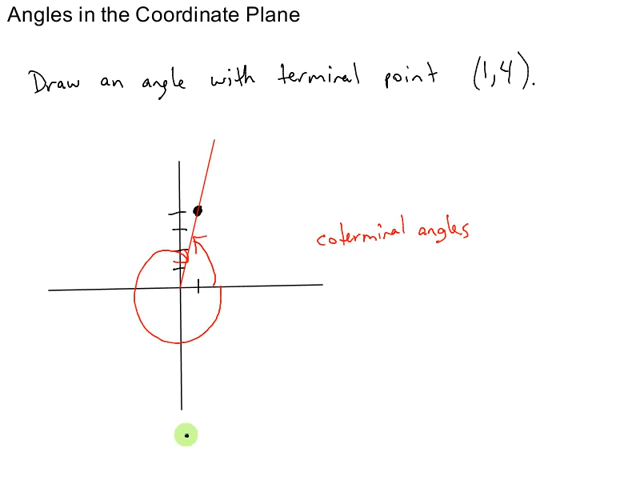 Angles in the Coordinate Plane
Draw an angle with terminal point (1,4).
coterminal angles